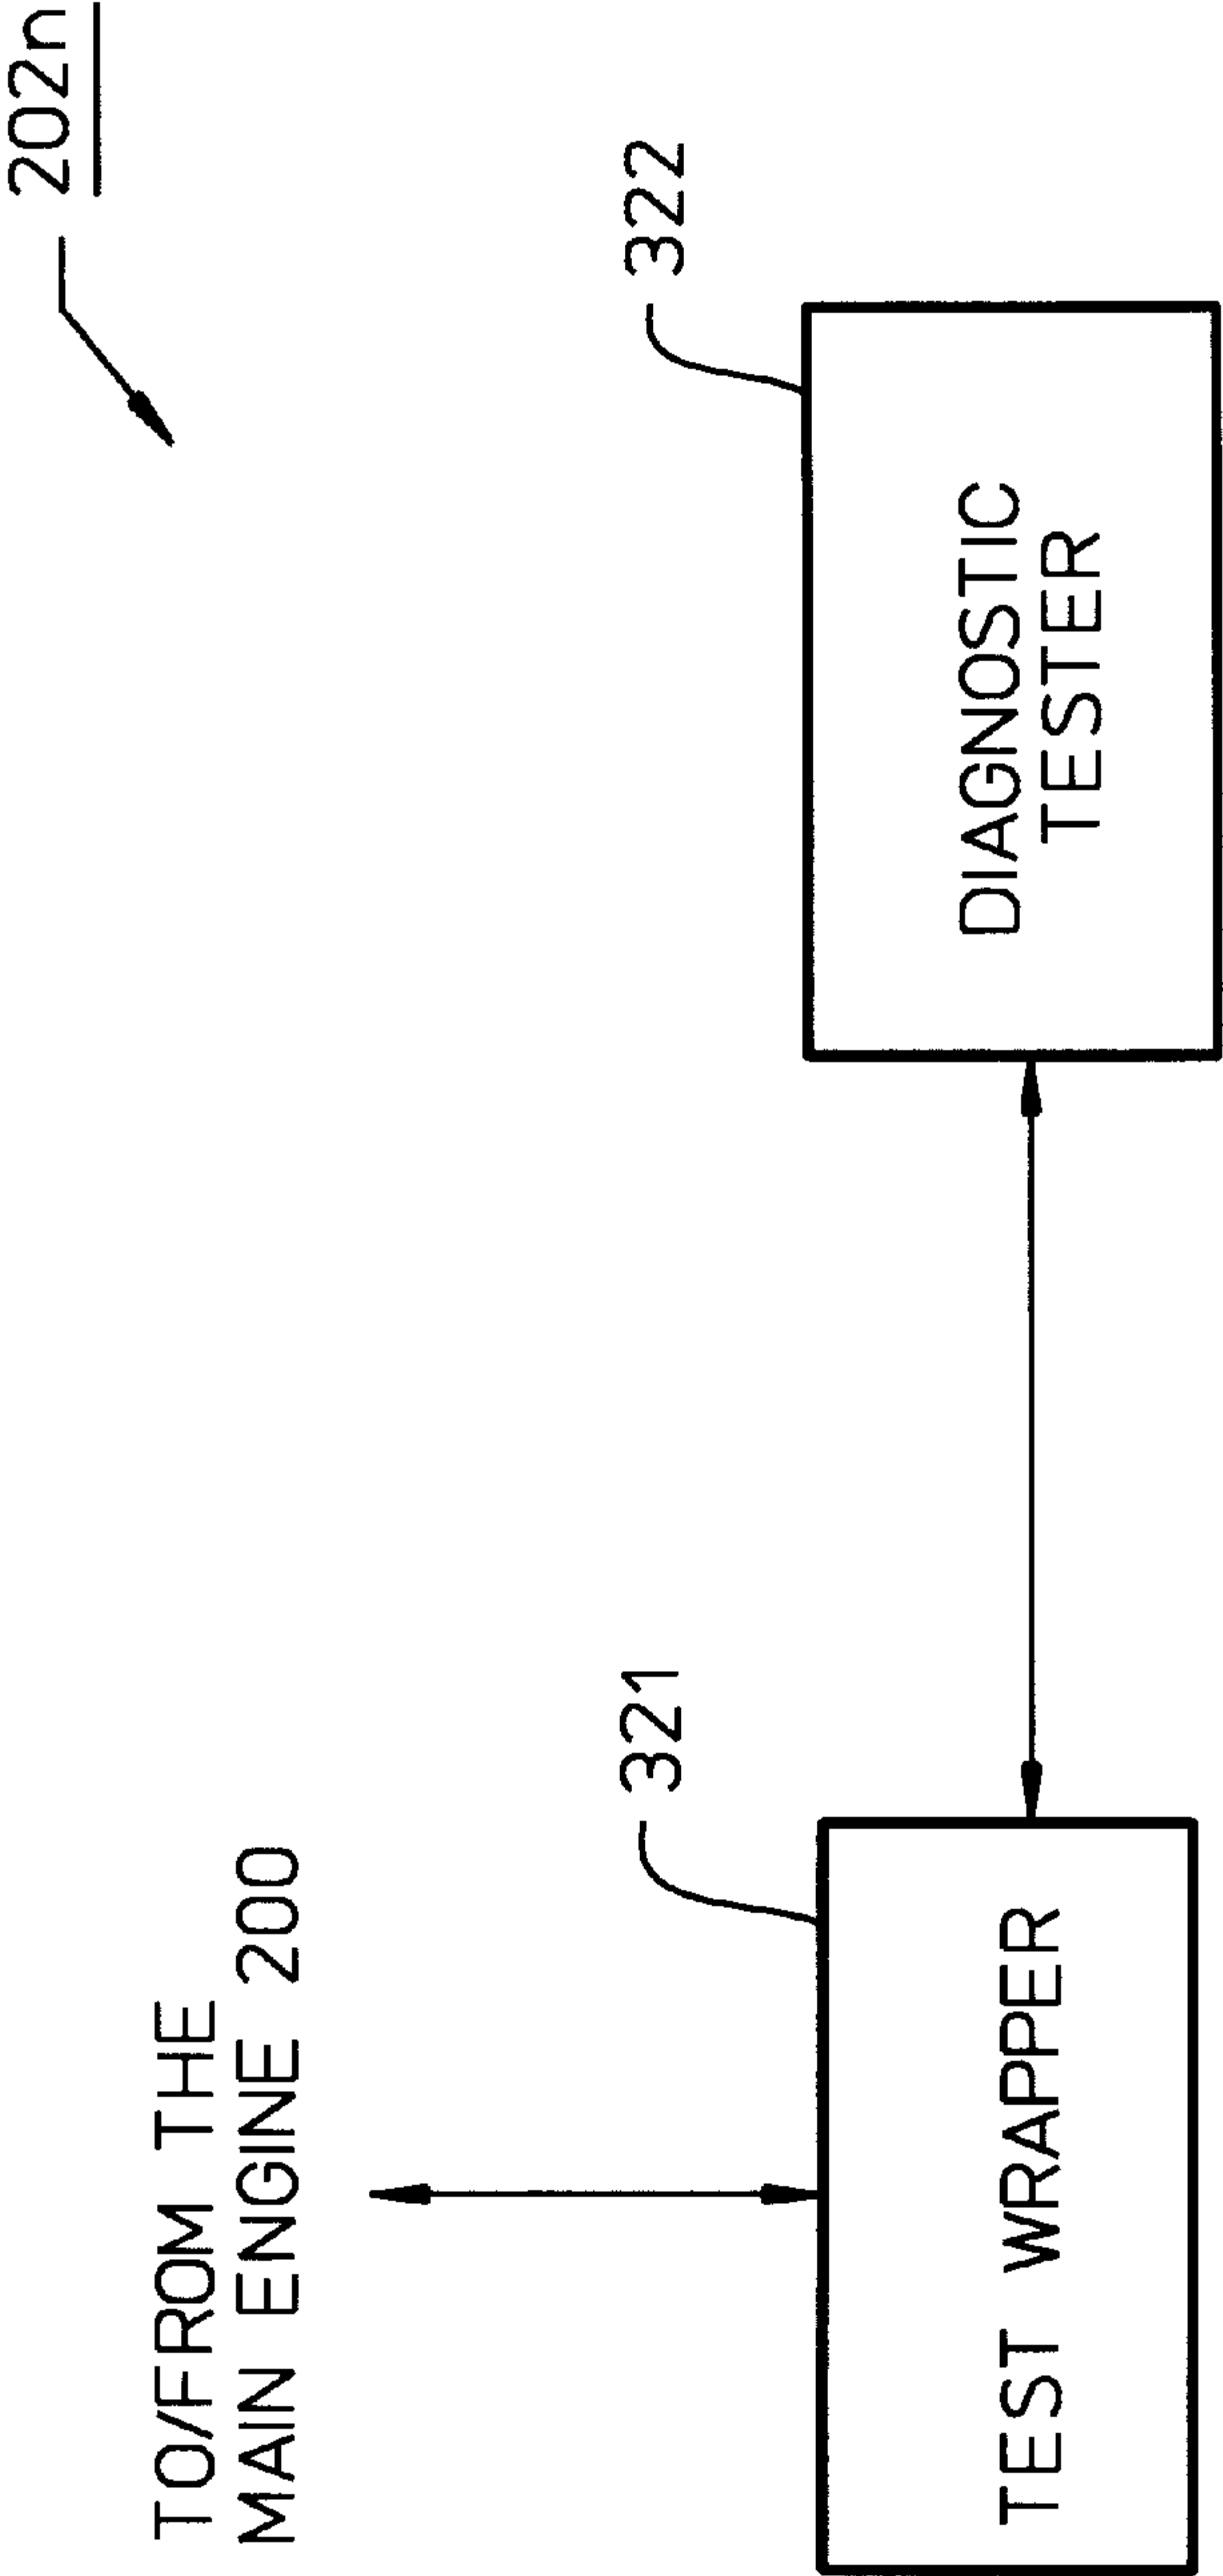 202n
TO/FROM THE
MAIN ENGINE 200
321
322
TEST WRAPPER
DIAGNOSTIC
TESTER